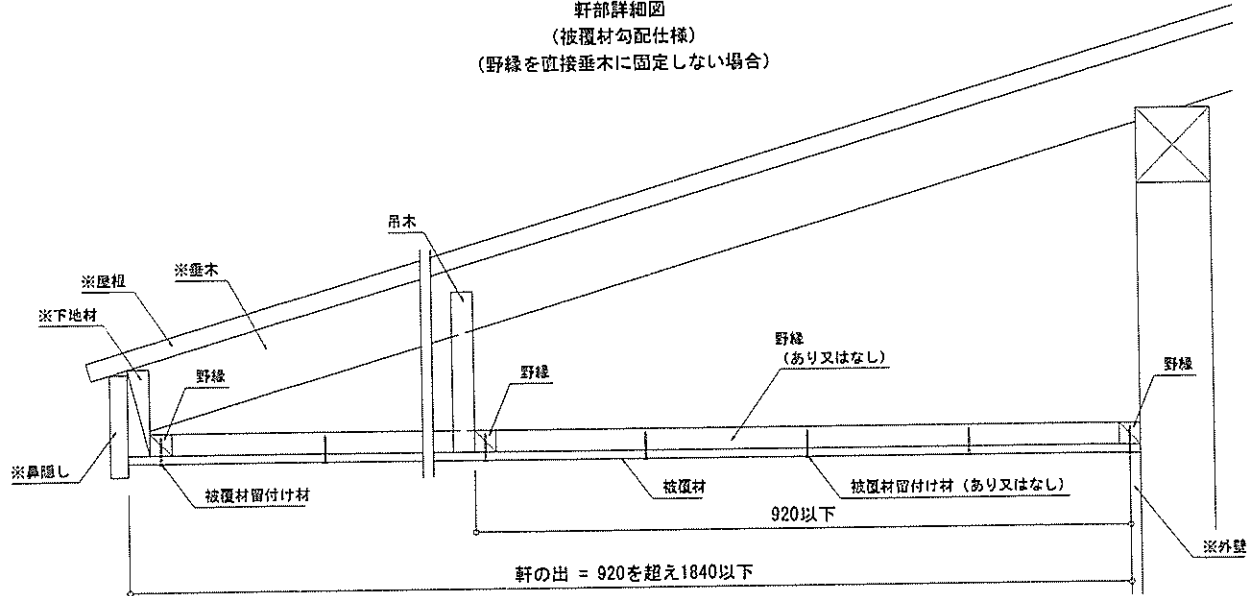 軒部詳細図
(被覆材勾配仕様)
(野縁を直接垂木に固定しない場合)
吊木
※垂木
※屋根
※下地材
野縁
野縁
(あり又はなし)
野縁
野縁
※鼻隠し
被覆材留付け材
被覆材
被覆材留付け材(あり又はなし)
920以下
※外壁
軒の出 = 920を超え1840以下